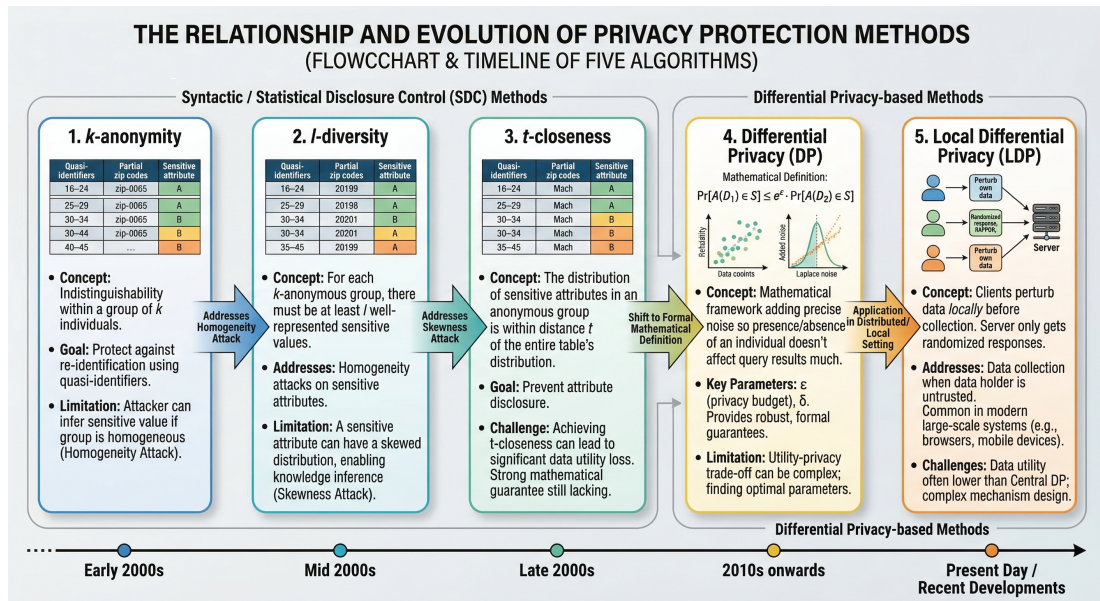 THE RELATIONSHIP AND EVOLUTION OF PRIVACY PROTECTION METHODS
(FLOWCCHART & TIMELINE OF FIVE ALGORITHMS)
Syntactic / Statistical Disclosure Control (SDC) Methods
1. k-anonymity
Quasi-identifiers Partial zip codes Sensitive attribute
16–24 zip-0065 A
25–29 zip-0065 A
30–34 zip-0065 B
30–44 zip-0065 B
40–45 ... B
• Concept:
Indistinguishability
within a group of k
individuals.
• Goal: Protect against
re-identification using
quasi-identifiers.
• Limitation: Attacker can
infer sensitive value if
group is homogeneous
(Homogeneity Attack).
Addresses
Homogeneity
Attack
2. l-diversity
Quasi-identifiers Partial zip codes Sensitive attribute
16–24 20199 A
25–29 20198 A
30–34 20201 B
30–34 20201 A
35–45 20199 A
• Concept: For each
k-anonymous group, there
must be at least l well-
represented sensitive
values.
• Addresses: Homogeneity
attacks on sensitive
attributes.
• Limitation: A sensitive
attribute can have a skewed
distribution, enabling
knowledge inference
(Skewness Attack).
Addresses
Skewness
Attack
3. t-closeness
Quasi-identifiers Partial zip codes Sensitive attribute
16–24 Mach A
25–29 Mach A
30–34 Mach B
30–34 Mach B
35–45 Mach B
• Concept: The distribution
of sensitive attributes in an
anonymous group
is within distance t
of the entire table's
distribution.
• Goal: Prevent attribute
disclosure.
• Challenge: Achieving
t-closeness can lead to
significant data utility loss.
Strong mathematical
guarantee still lacking.
Shift to Formal
Mathematical
Definition
Differential Privacy-based Methods
4. Differential
Privacy (DP)
Mathematical Definition:
Pr[A(D₁) ∈ S] ≤ e^ε · Pr[A(D₂) ∈ S]
Data cooints
Added noise
Laplace noise
• Concept: Mathematical
framework adding precise
noise so presence/absence
of an individual doesn't
affect query results much.
• Key Parameters: ε
(privacy budget), δ.
Provides robust, formal
guarantees.
• Limitation: Utility-privacy
trade-off can be complex;
finding optimal parameters.
Application
in Distributed/
Local
Setting
5. Local Differential
Privacy (LDP)
Perturb
own
data
Randomized
response,
RAPPOR,
Perturb
own
data
Server
• Concept: Clients perturb
data locally before
collection. Server only gets
randomized responses.
• Addresses: Data collection
when data holder is
untrusted.
Common in modern
large-scale systems (e.g.,
browsers, mobile devices).
• Challenges: Data utility
often lower than Central DP;
complex mechanism design.
Differential Privacy-based Methods
Early 2000s
Mid 2000s
Late 2000s
2010s onwards
Present Day /
Recent Developments